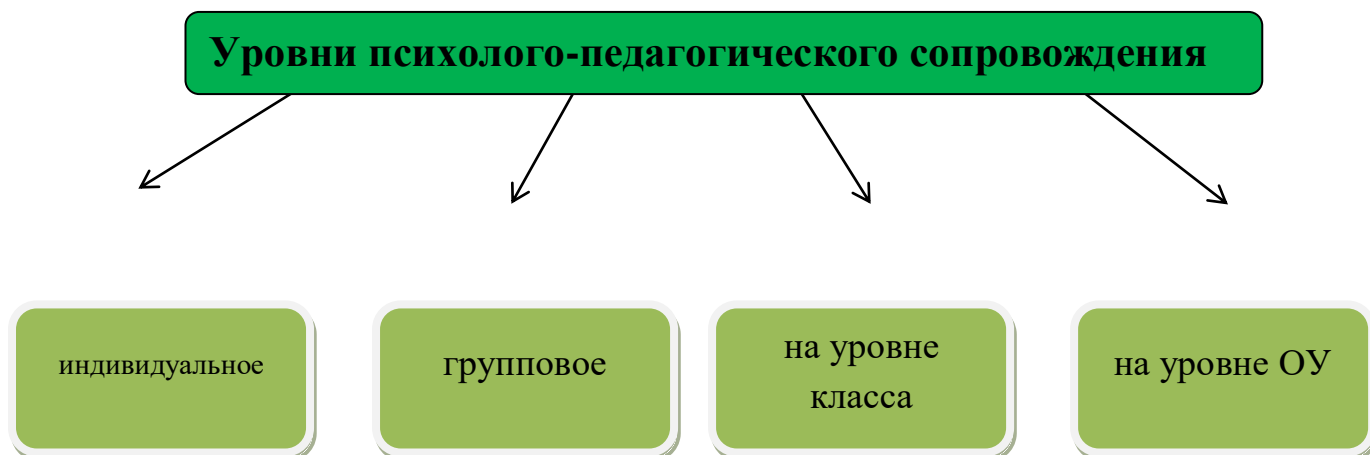 Уровни психолого-педагогического сопровождения
индивидуальное
групповое
на уровне
класса
на уровне ОУ